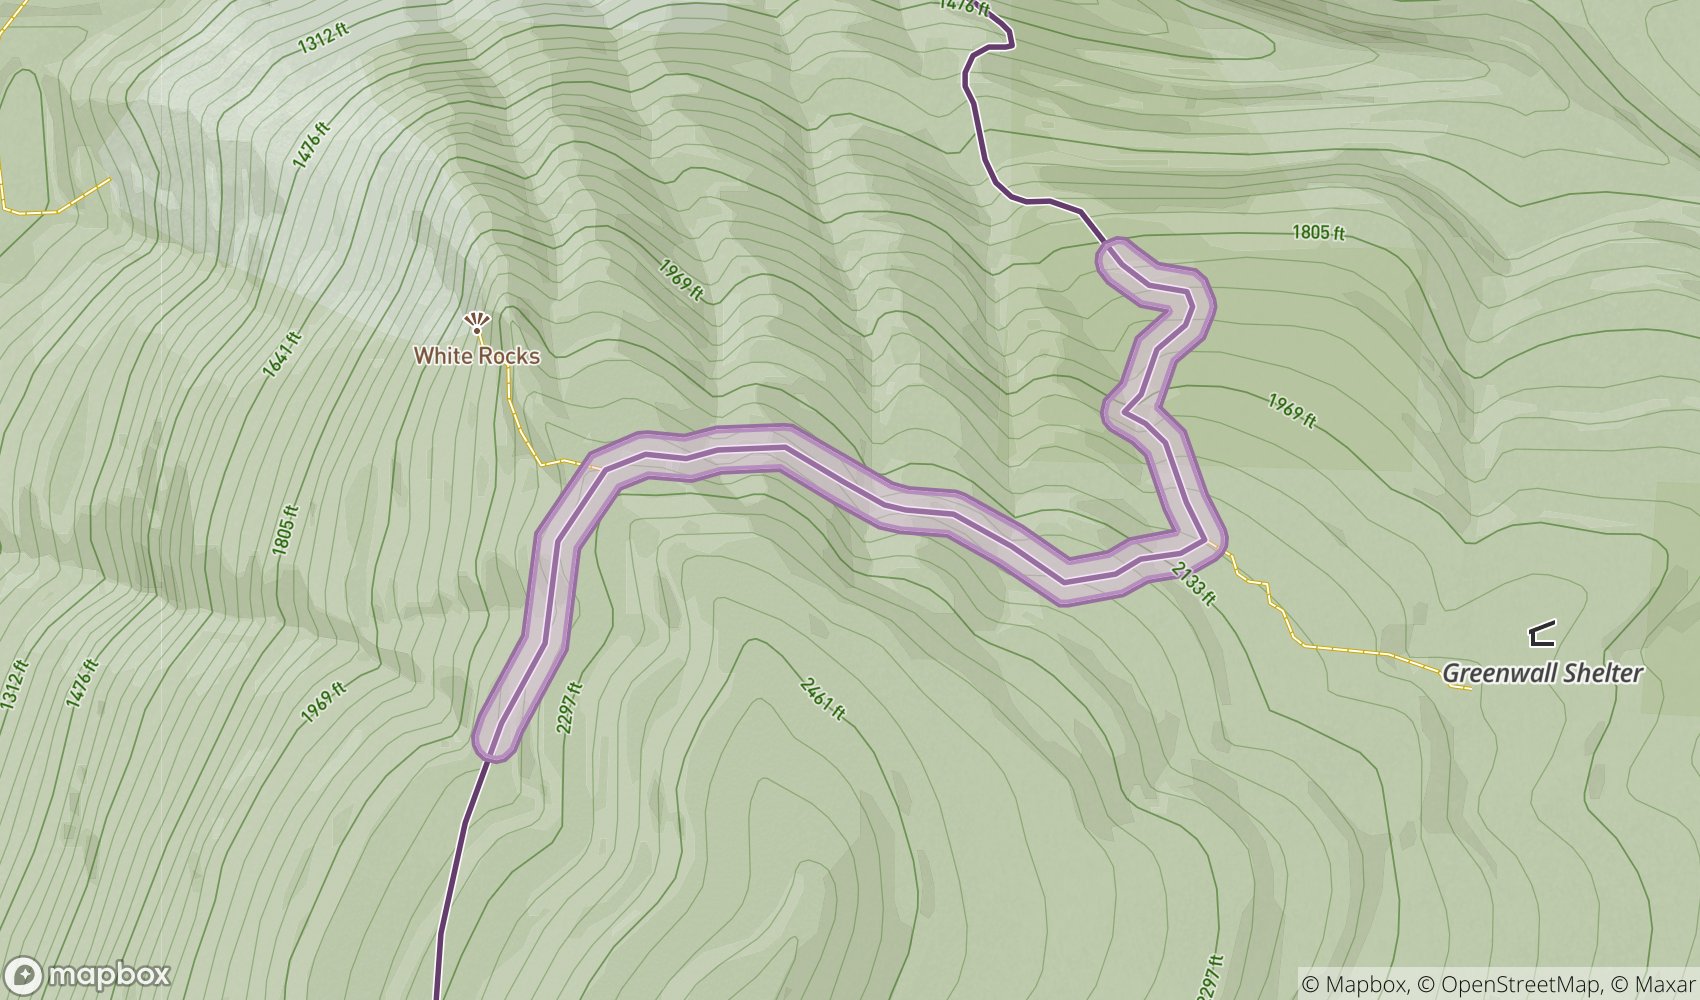 1476 ft
1312 ft
1476 ft
1805 ft
1969 ft
White Rocks
1641 ft
1969 ft
1805 ft
2133 ft
Greenwall Shelter
1312 ft
1476 ft
1969 ft
2297 ft
2461 ft
2297 ft
mapbox
© Mapbox, © OpenStreetMap, © Maxar